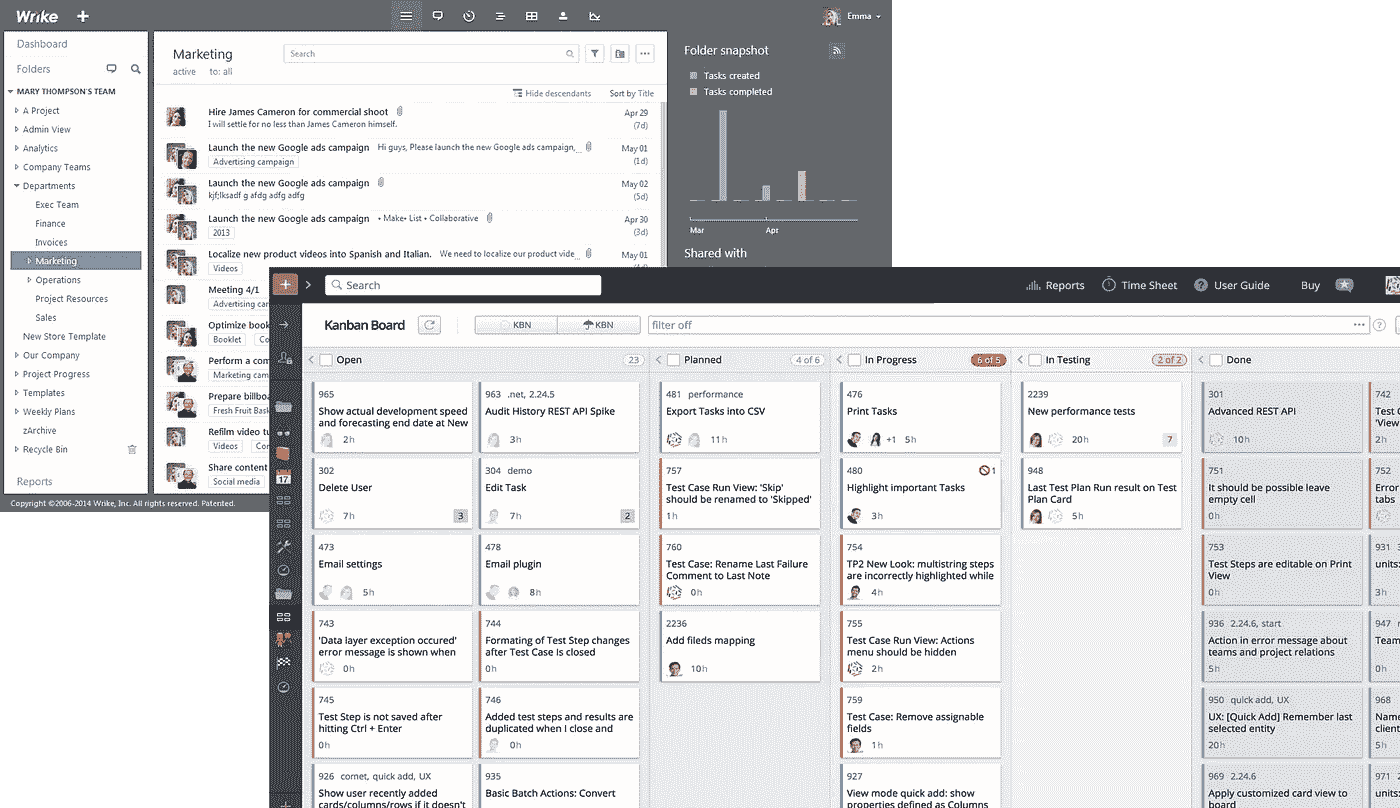 Wrike
Emma
Dashboard
Folders
MARY THOMPSON'S TEAM
A Project
Admin View
Analytics
Company Teams
Departments
Exec Team
Finance
Invoices
Marketing
Operations
Project Resources
Sales
New Store Template
Our Company
Project Progress
Templates
Weekly Plans
zArchive
Recycle Bin
Reports
Copyright ©2006-2014 Wrike, Inc. All rights reserved. Patented.
Marketing
active to: all
Search
Hide descendants Sort by Title
Hire James Cameron for commercial shoot Apr 29
I will settle for no less than James Cameron himself. (7d)
Launch the new Google ads campaign Hi guys, Please launch the new Google ads campaign,... May 01
Advertising campaign (1d)
Launch the new Google ads campaign May 02
kjf;lksadf g afdg adfg adfg (5d)
Launch the new Google ads campaign • Make• List • Collaborative Apr 30
2013 (3d)
Localize new product videos into Spanish and Italian. We need to localize our product vide... May 01
Videos
Meeting 4/1
Advertising ca
Optimize book
Booklet Co
Perform a com
Marketing cam
Prepare billbo
Fresh Fruit Bask
Refilm video tu
Videos Con
Share content
Social media
Folder snapshot
Tasks created
Tasks completed
Mar Apr
Shared with
Search
Reports Time Sheet User Guide Buy
Kanban Board KBN KBN filter off
17
Open 23
965
Show actual development speed
and forecasting end date at New
2h
963 .net, 2.24.5
Audit History REST API Spike
3h
302
Delete User
7h 3
304 demo
Edit Task
7h 2
473
Email settings
5h
478
Email plugin
8h
743
'Data layer exception occured'
error message is shown when
0h
744
Formating of Test Step changes
after Test Case is closed
0h
745
Test Step is not saved after
hitting Ctrl + Enter
0h
746
Added test steps and results are
duplicated when I close and
0h
926 cornet, quick add, UX
Show user recently added
cards/columns/rows if it doesn't
935
Basic Batch Actions: Convert
Planned 4 of 6
481 performance
Export Tasks into CSV
11h
757
Test Case Run View: 'Skip'
should be renamed to 'Skipped'
1h
760
Test Case: Rename Last Failure
Comment to Last Note
0h
2236
Add fileds mapping
10h
In Progress 6 of 5
476
Print Tasks
+1 5h
480 1
Highlight important Tasks
3h
754
TP2 New Look: multistring steps
are incorrectly highlighted while
4h
755
Test Case Run View: Actions
menu should be hidden
2h
759
Test Case: Remove assignable
fields
1h
927
View mode quick add: show
properties defined as Columns
In Testing 2 of 2
2239
New performance tests
20h 7
948
Last Test Plan Run result on Test
Plan Card
5h
Done
301
Advanced REST API
10h
751
It should be possible leave
empty cell
0h
753
Test Steps are editable on Print
View
0h
936 2.24.6, start
Action in error message about
teams and project relations
5h
950 quick add, UX
UX: [Quick Add] Remember last
selected entity
20h
969 2.24.6
Apply customized card view to
board
742
Test C
'View
2h
752
Error
tabs
931 3
units:
3h
947 r
Team
968
Name
client
5h
971 2
units: